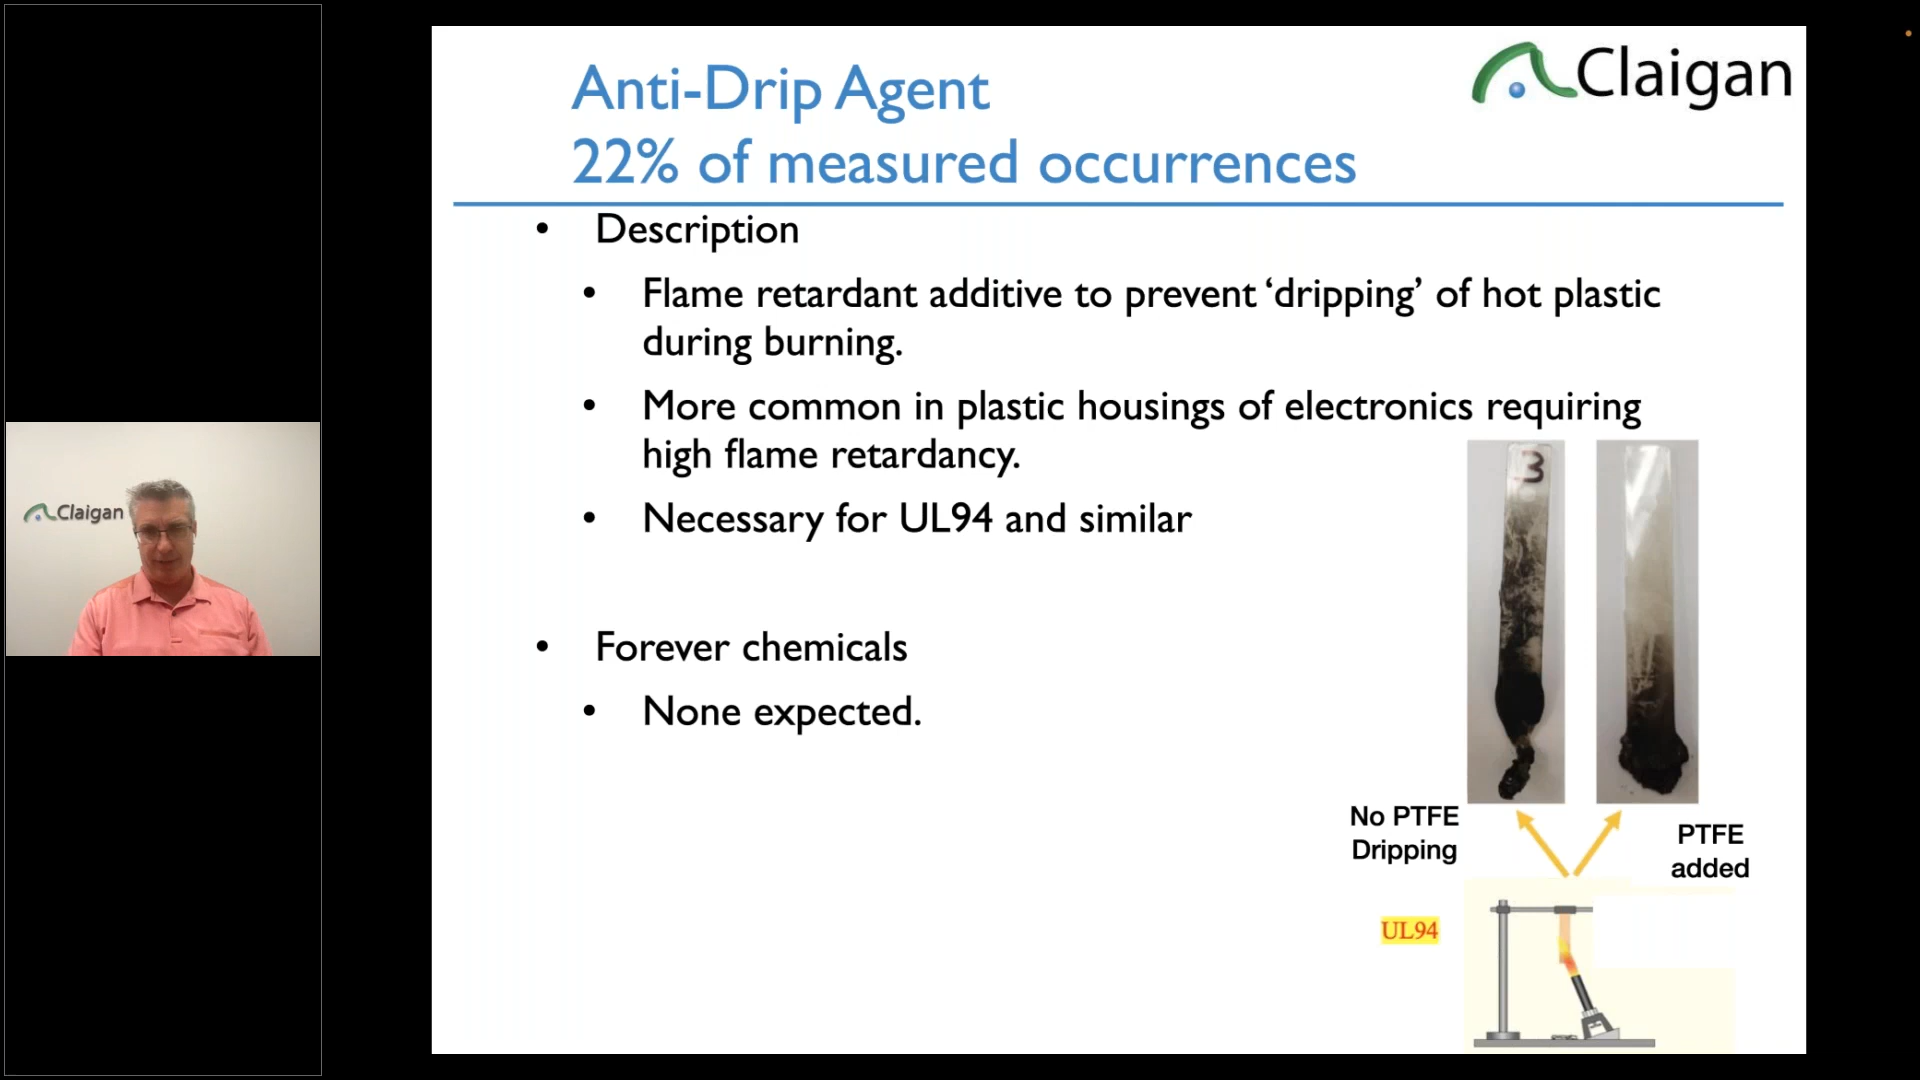 Claigan
Anti-Drip Agent
22% of measured occurrences
• Description
• Flame retardant additive to prevent ‘dripping’ of hot plastic
during burning.
• More common in plastic housings of electronics requiring
high flame retardancy.
• Necessary for UL94 and similar
• Forever chemicals
• None expected.
3
No PTFE
Dripping
PTFE
added
UL94
Claigan